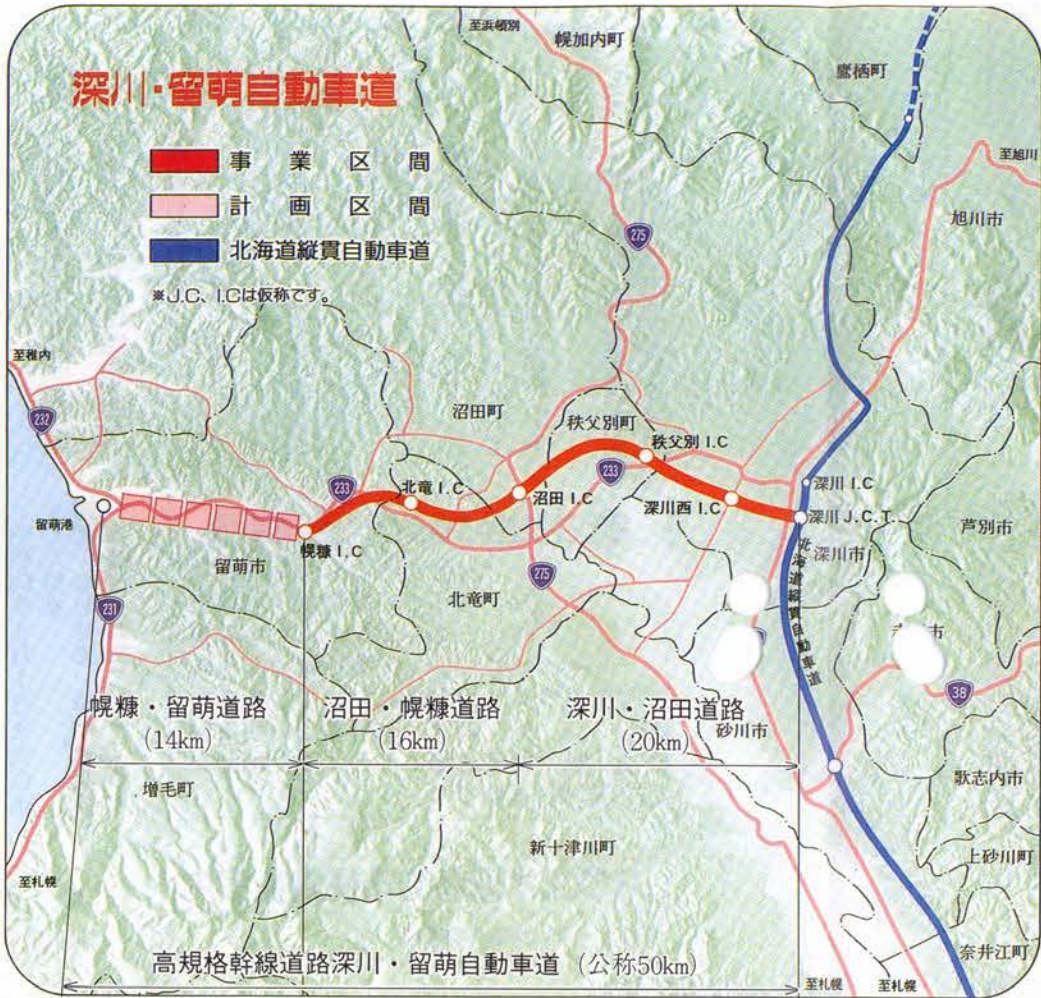 至浜頓別
幌加内町
鷹栖町
深川・留萌自動車道
事業区間
計画区間
北海道縦貫自動車道
※J.C、I.Cは仮称です。
至旭川
旭川市
275
至稚内
232
沼田町
秩父別町
秩父別 I.C
233
233
北竜 I.C
沼田 I.C
深川西 I.C
深川 I.C
深川 J.C.T.
留萌港
幌糠 I.C
留萌市
北竜町
275
深川市
芦別市
北海道縦貫自動車道
市
231
38
幌糠・留萌道路
(14km)
沼田・幌糠道路
(16km)
深川・沼田道路
(20km)
砂川市
増毛町
歌志内市
新十津川町
上砂川町
至札幌
奈井江町
高規格幹線道路深川・留萌自動車道 (公称50km)
至札幌
至札幌